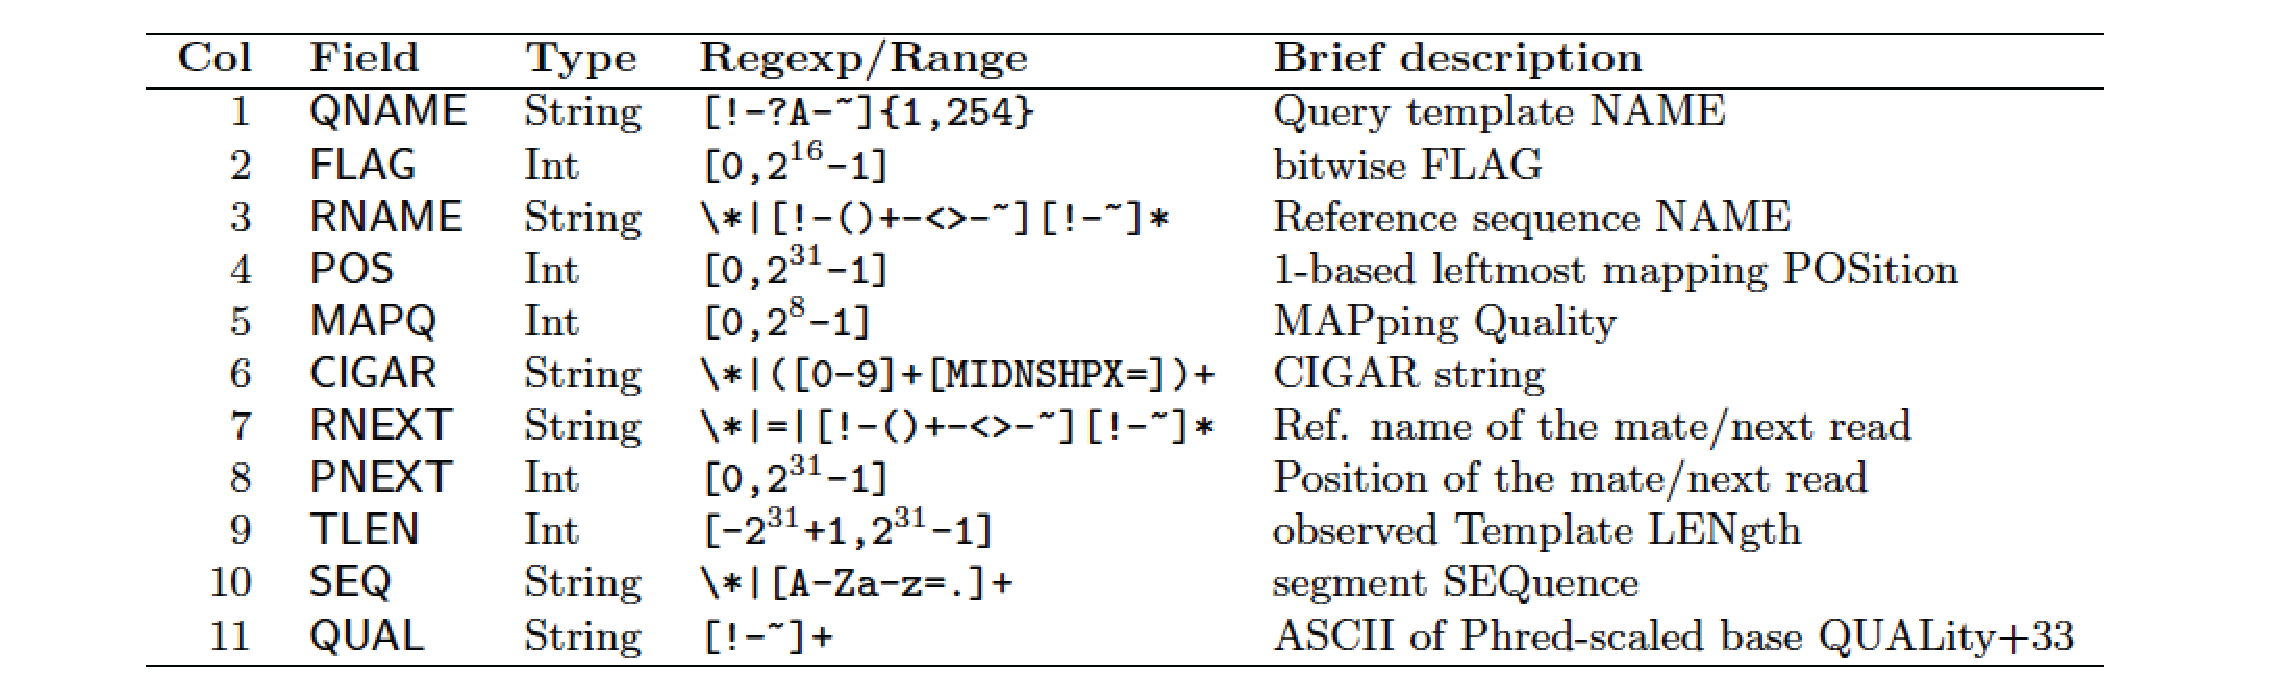 Col Field Type Regexp/Range Brief description
1 QNAME String [!-?A-~]{1,254} Query template NAME
2 FLAG Int [0,2^16-1] bitwise FLAG
3 RNAME String \*|[!-()+-<>-~][!-~]* Reference sequence NAME
4 POS Int [0,2^31-1] 1-based leftmost mapping POSition
5 MAPQ Int [0,2^8-1] MAPping Quality
6 CIGAR String \*|([0-9]+[MIDNSHPX=])+ CIGAR string
7 RNEXT String \*|=|[!-()+-<>-~][!-~]* Ref. name of the mate/next read
8 PNEXT Int [0,2^31-1] Position of the mate/next read
9 TLEN Int [-2^31+1,2^31-1] observed Template LENgth
10 SEQ String \*|[A-Za-z=.]+ segment SEQuence
11 QUAL String [!-~]+ ASCII of Phred-scaled base QUALity+33